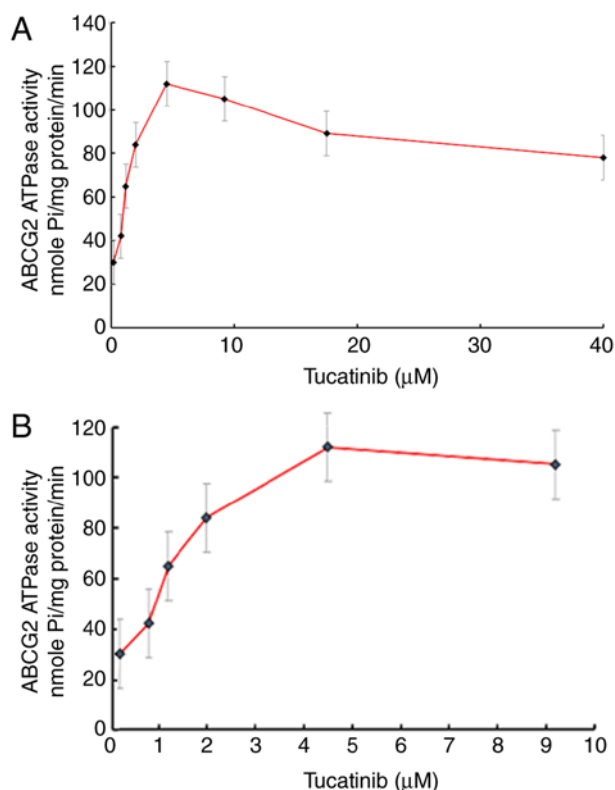 A
ABCG2 ATPase activity
nmole Pi/mg protein/min
140
120
100
80
60
40
20
0
0 10 20 30 40
Tucatinib (µM)
B
ABCG2 ATPase activity
nmole Pi/mg protein/min
120
100
80
60
40
20
0
0 1 2 3 4 5 6 7 8 9 10
Tucatinib (µM)